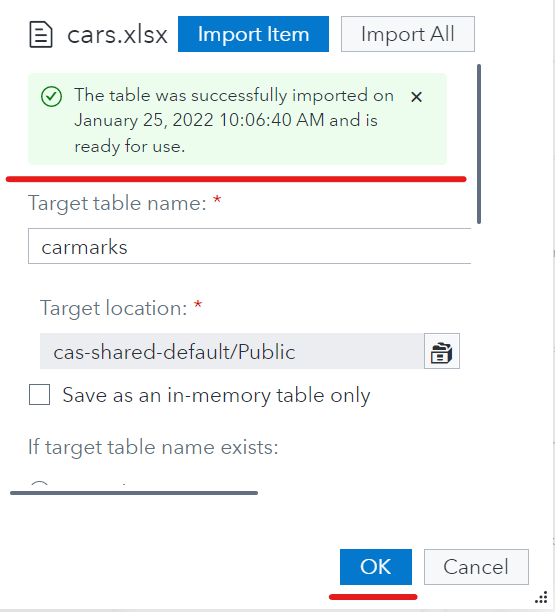 cars.xlsx Import Item Import All
The table was successfully imported on
January 25, 2022 10:06:40 AM and is
ready for use.
Target table name: *
carmarks
Target location: *
cas-shared-default/Public
Save as an in-memory table only
If target table name exists:
OK Cancel